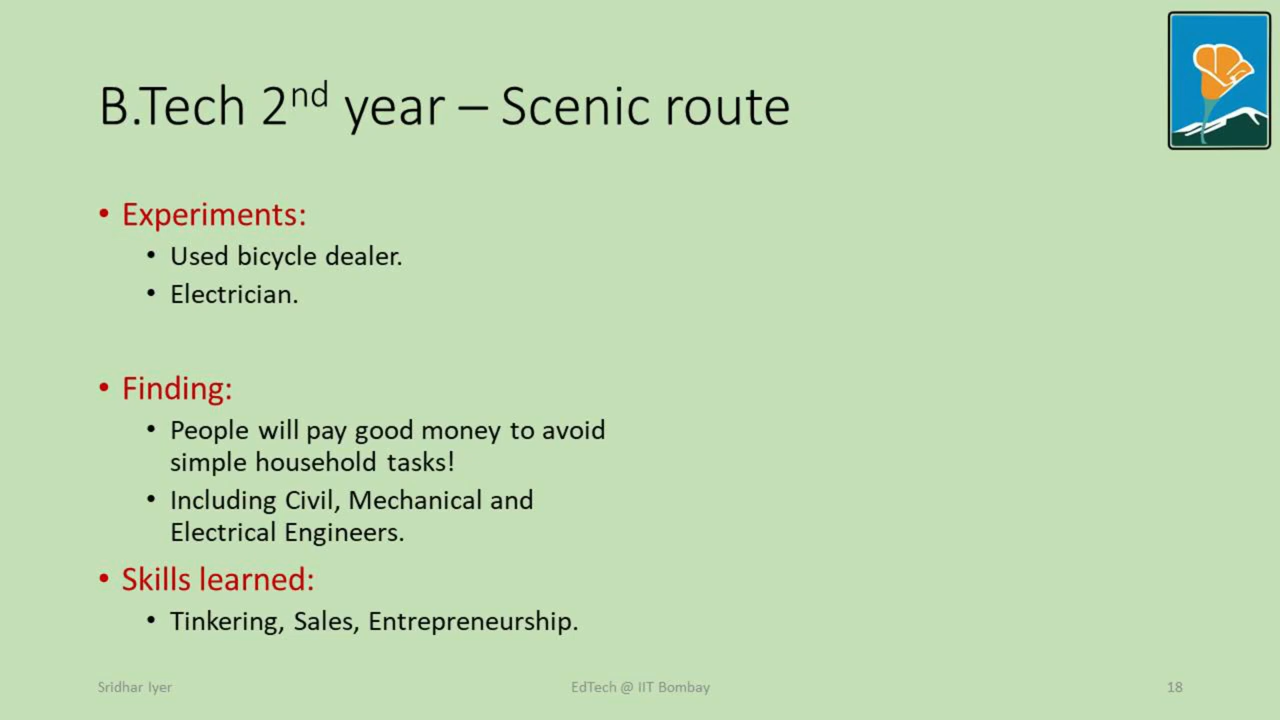 B.Tech 2nd year – Scenic route
• Experiments:
• Used bicycle dealer.
• Electrician.
• Finding:
• People will pay good money to avoid
simple household tasks!
• Including Civil, Mechanical and
Electrical Engineers.
• Skills learned:
• Tinkering, Sales, Entrepreneurship.
Sridhar Iyer
EdTech @ IIT Bombay
18